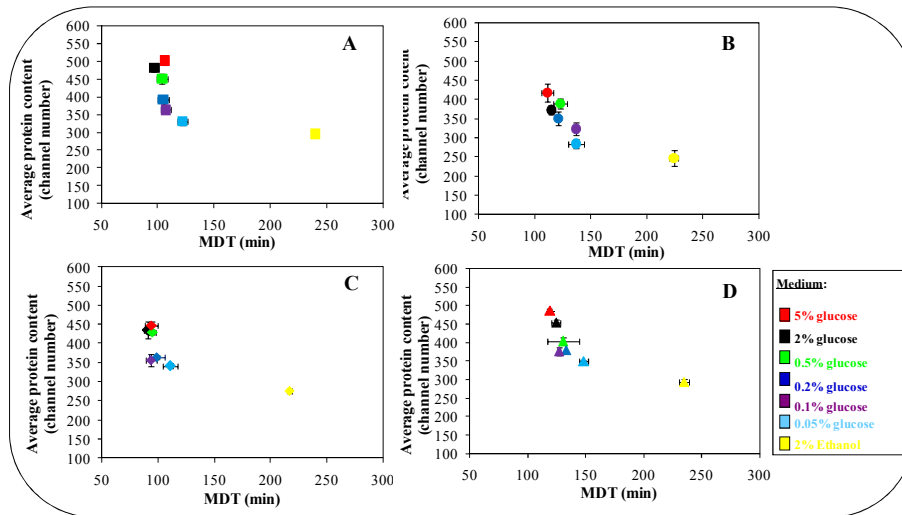 A
Average protein content
(channel number)
600
550
500
450
400
350
300
250
200
150
100
50
100
150
200
250
300
MDT (min)
B
Average protein cotent
(channel number)
600
550
500
450
400
350
300
250
200
150
100
50
100
150
200
250
300
MDT (min)
C
Average protein content
(channel number)
600
550
500
450
400
350
300
250
200
150
100
50
100
150
200
250
300
MDT (min)
D
Average protein content
(channel number)
600
550
500
450
400
350
300
250
200
150
100
50
100
150
200
250
300
MDT (min)
Medium:
5% glucose
2% glucose
0.5% glucose
0.2% glucose
0.1% glucose
0.05% glucose
2% Ethanol